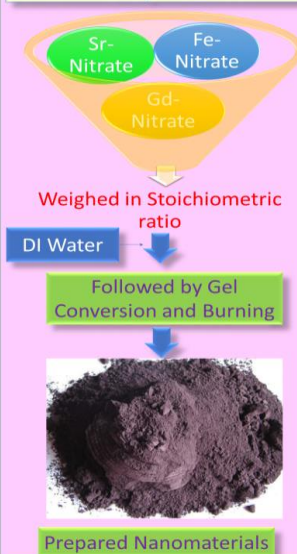 Sr-
Nitrate
Fe-
Nitrate
Gd-
Nitrate
Weighed in Stoichiometric
ratio
DI Water
Followed by Gel
Conversion and Burning
Prepared Nanomaterials